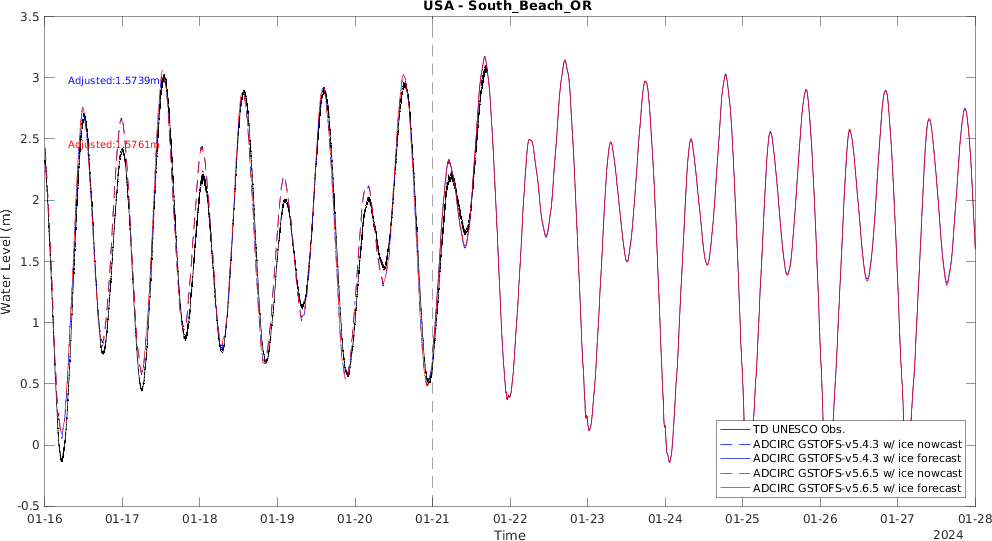 USA - South_Beach_OR
3.5
3
2.5
2
1.5
1
0.5
0
-0.5
Water Level (m)
Adjusted:1.5739m
Adjusted:1.5761m
TD UNESCO Obs.
ADCIRC GSTOFS-v5.4.3 w/ ice nowcast
ADCIRC GSTOFS-v5.4.3 w/ ice forecast
ADCIRC GSTOFS-v5.6.5 w/ ice nowcast
ADCIRC GSTOFS-v5.6.5 w/ ice forecast
01-16 01-17 01-18 01-19 01-20 01-21 01-22 01-23 01-24 01-25 01-26 01-27 01-28
Time
2024